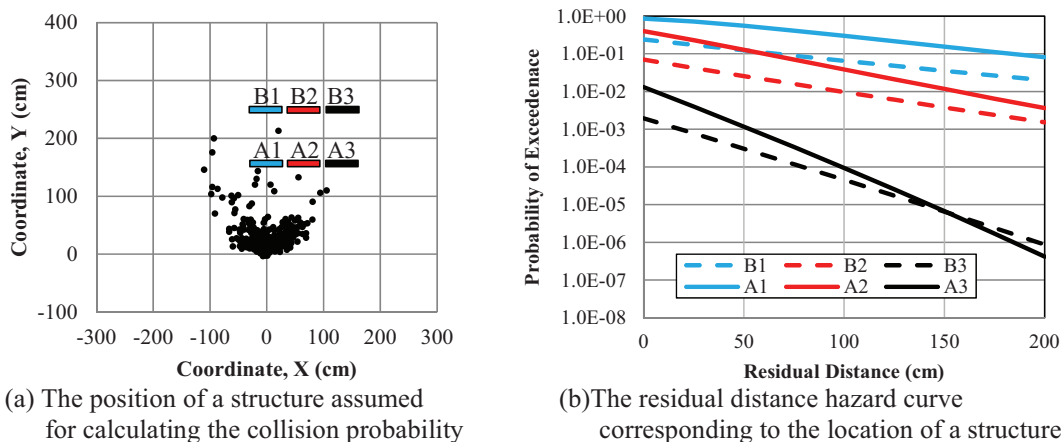 400
300
200
100
0
-100
-300
-200
-100
0
100
200
300
Coordinate, Y (cm)
Coordinate, X (cm)
B1 B2 B3
A1 A2 A3
(a) The position of a structure assumed
for calculating the collision probability
1.0E+00
1.0E-01
1.0E-02
1.0E-03
1.0E-04
1.0E-05
1.0E-06
1.0E-07
1.0E-08
0
50
100
150
200
Probability of Exceedenace
Residual Distance (cm)
B1 B2 B3
A1 A2 A3
(b)The residual distance hazard curve
corresponding to the location of a structure